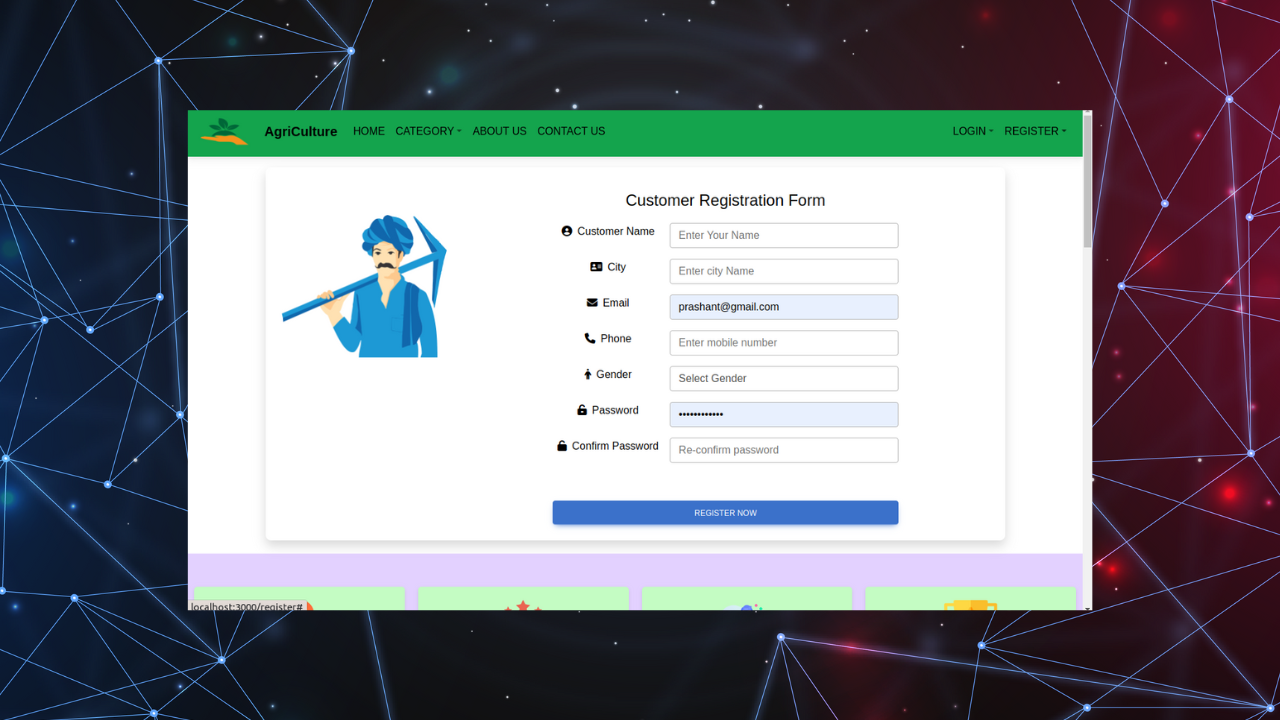 AgriCulture HOME CATEGORY ABOUT US CONTACT US LOGIN REGISTER
Customer Registration Form
Customer Name Enter Your Name
City Enter city Name
Email prashant@gmail.com
Phone Enter mobile number
Gender Select Gender
Password ••••••••••••
Confirm Password Re-confirm password
REGISTER NOW
localhost:3000/register#